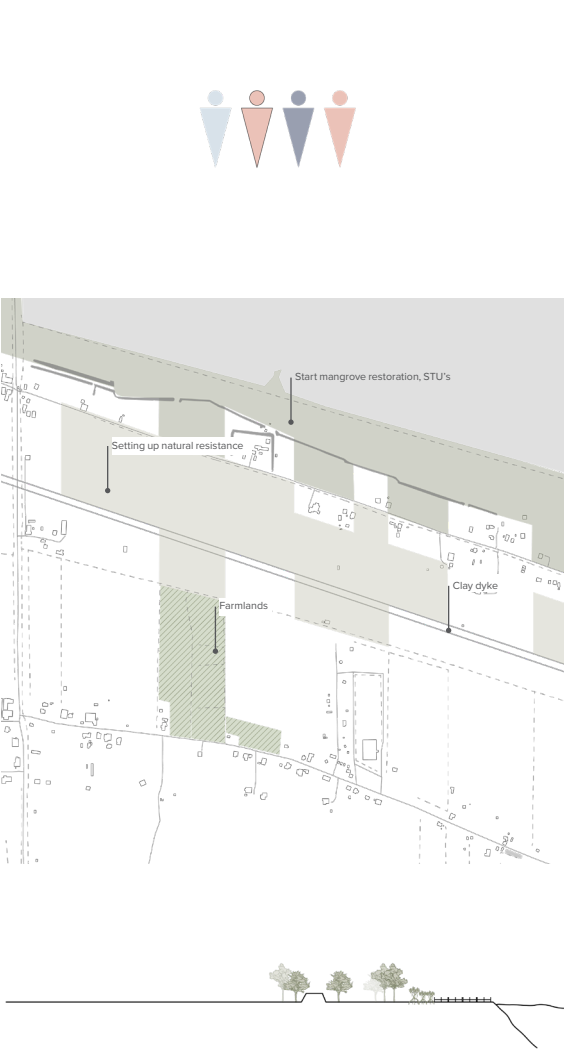 Start mangrove restoration, STU's
Setting up natural resistance
Clay dyke
Farmlands